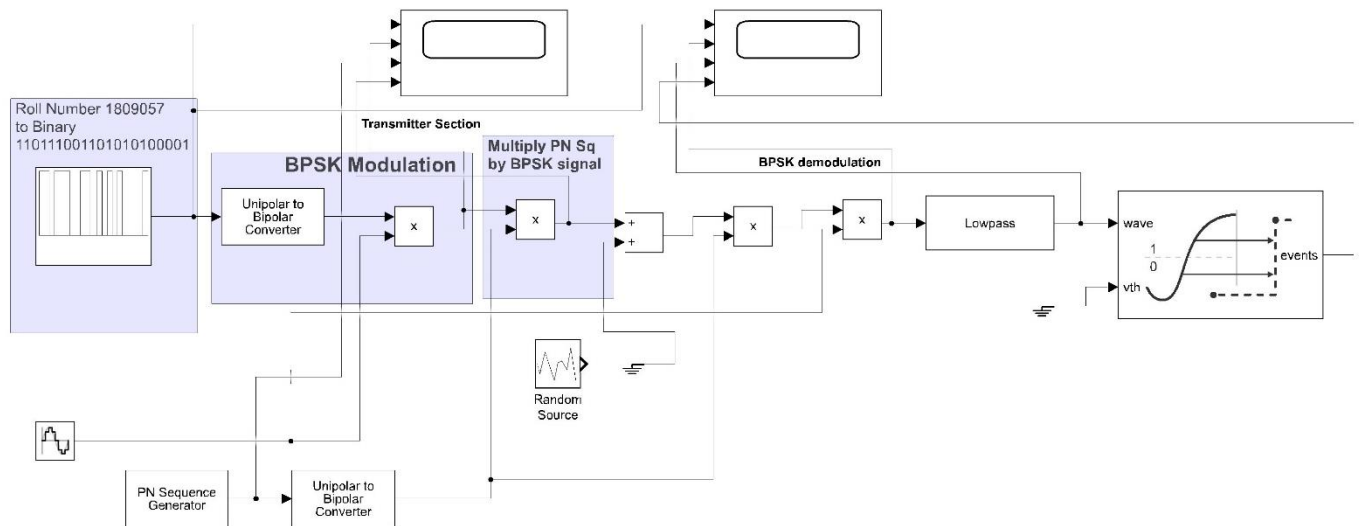 Roll Number 1809057
to Binary
110111001101010100001
Transmitter Section
BPSK Modulation
Multiply PN Sq
by BPSK signal
BPSK demodulation
Unipolar to
Bipolar
Converter
x
x
+
+
x
x
Lowpass
wave
1
0
events
vth
Random
Source
PN Sequence
Generator
Unipolar to
Bipolar
Converter